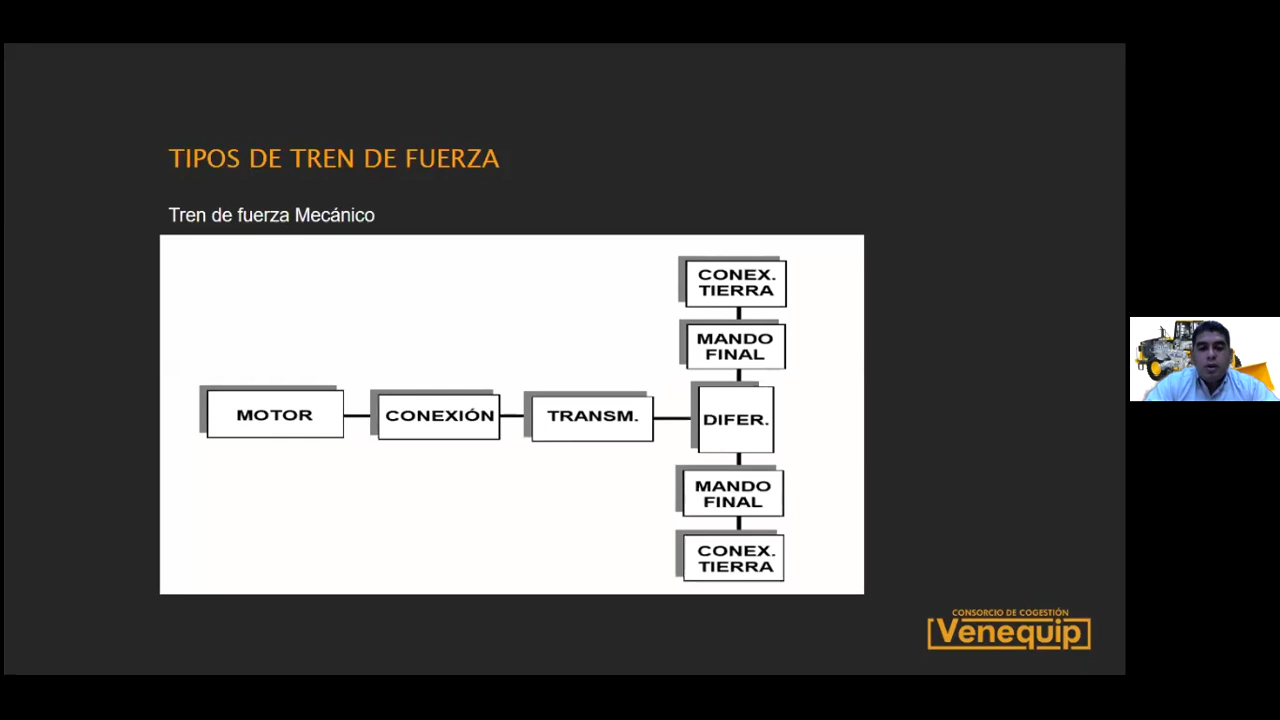 TIPOS DE TREN DE FUERZA
Tren de fuerza Mecánico
CONEX.
TIERRA
MANDO
FINAL
MOTOR
CONEXIÓN
TRANSM.
DIFER.
MANDO
FINAL
CONEX.
TIERRA
CONSORCIO DE COGESTIÓN
Venequip